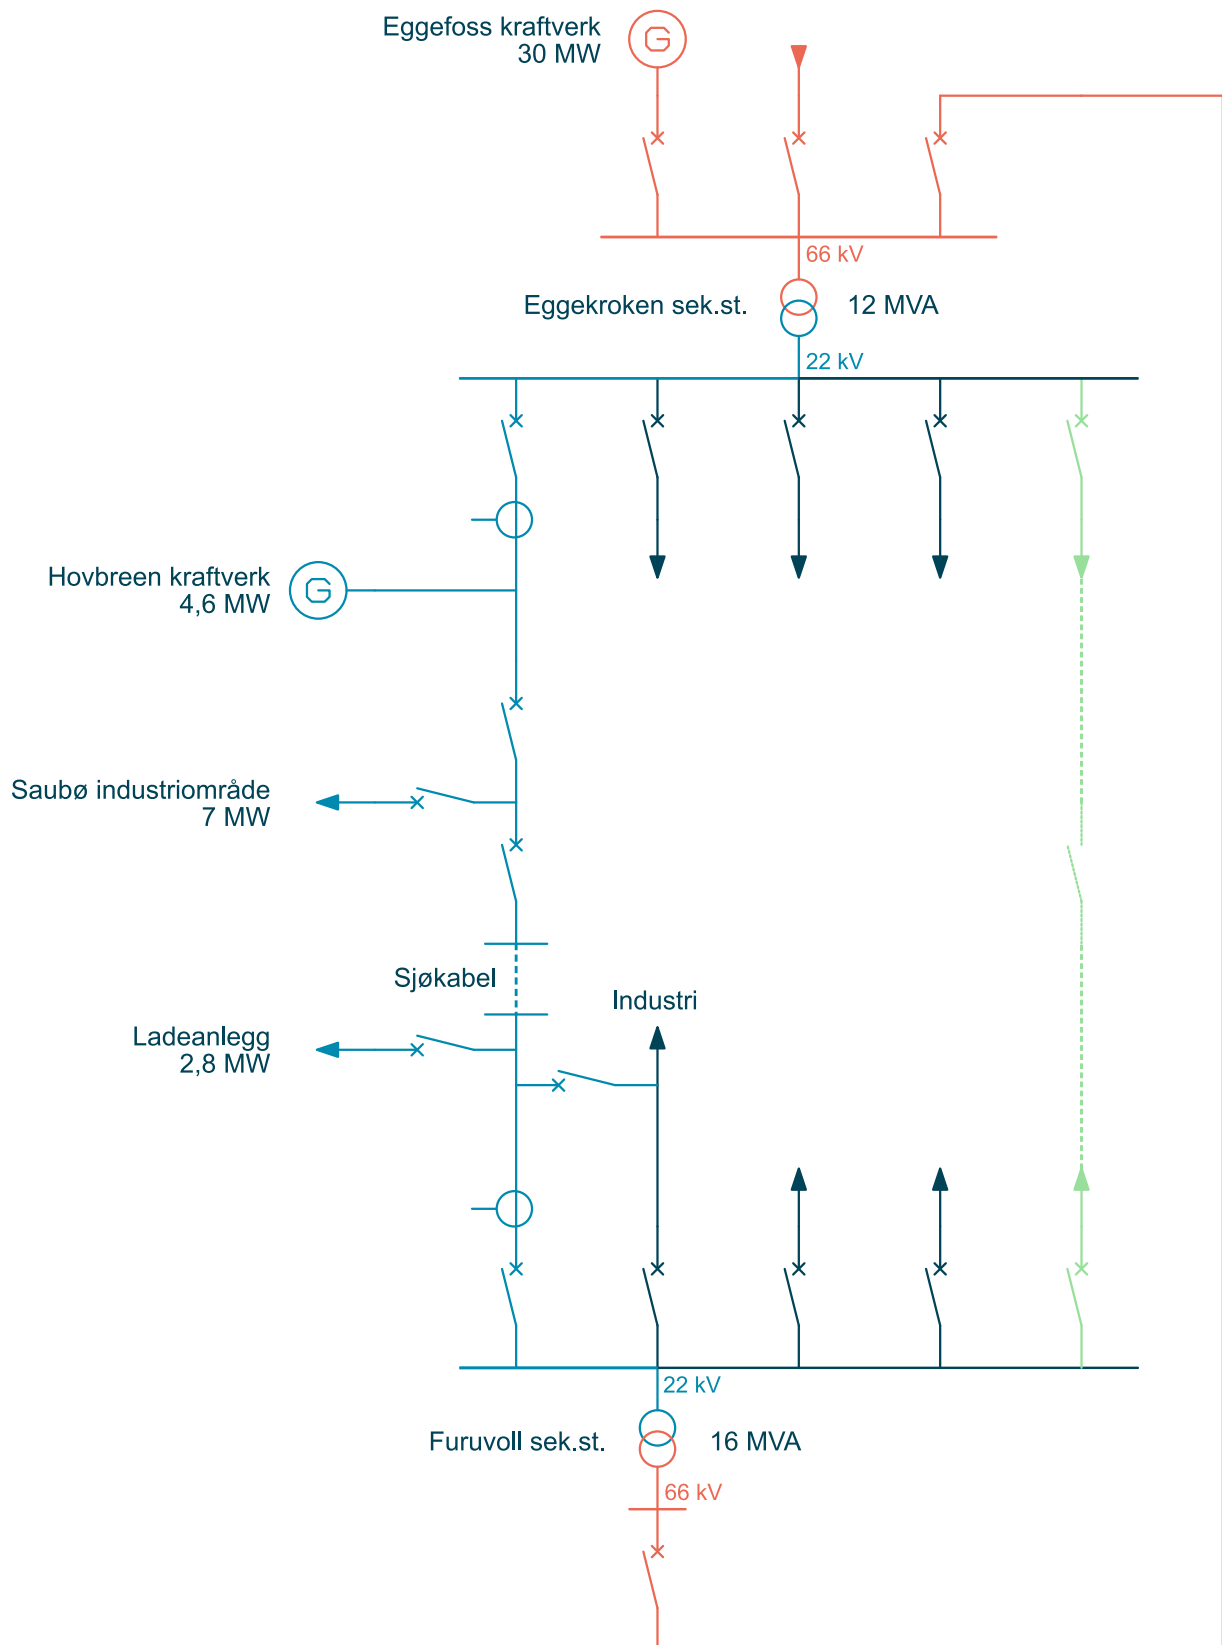 Eggefoss kraftverk
30 MW
G
66 kV
Eggekroken sek.st.
12 MVA
22 kV
Hovbreen kraftverk
4,6 MW
G
Saubø industriområde
7 MW
Sjøkabel
Industri
Ladeanlegg
2,8 MW
22 kV
Furuvoll sek.st.
16 MVA
66 kV